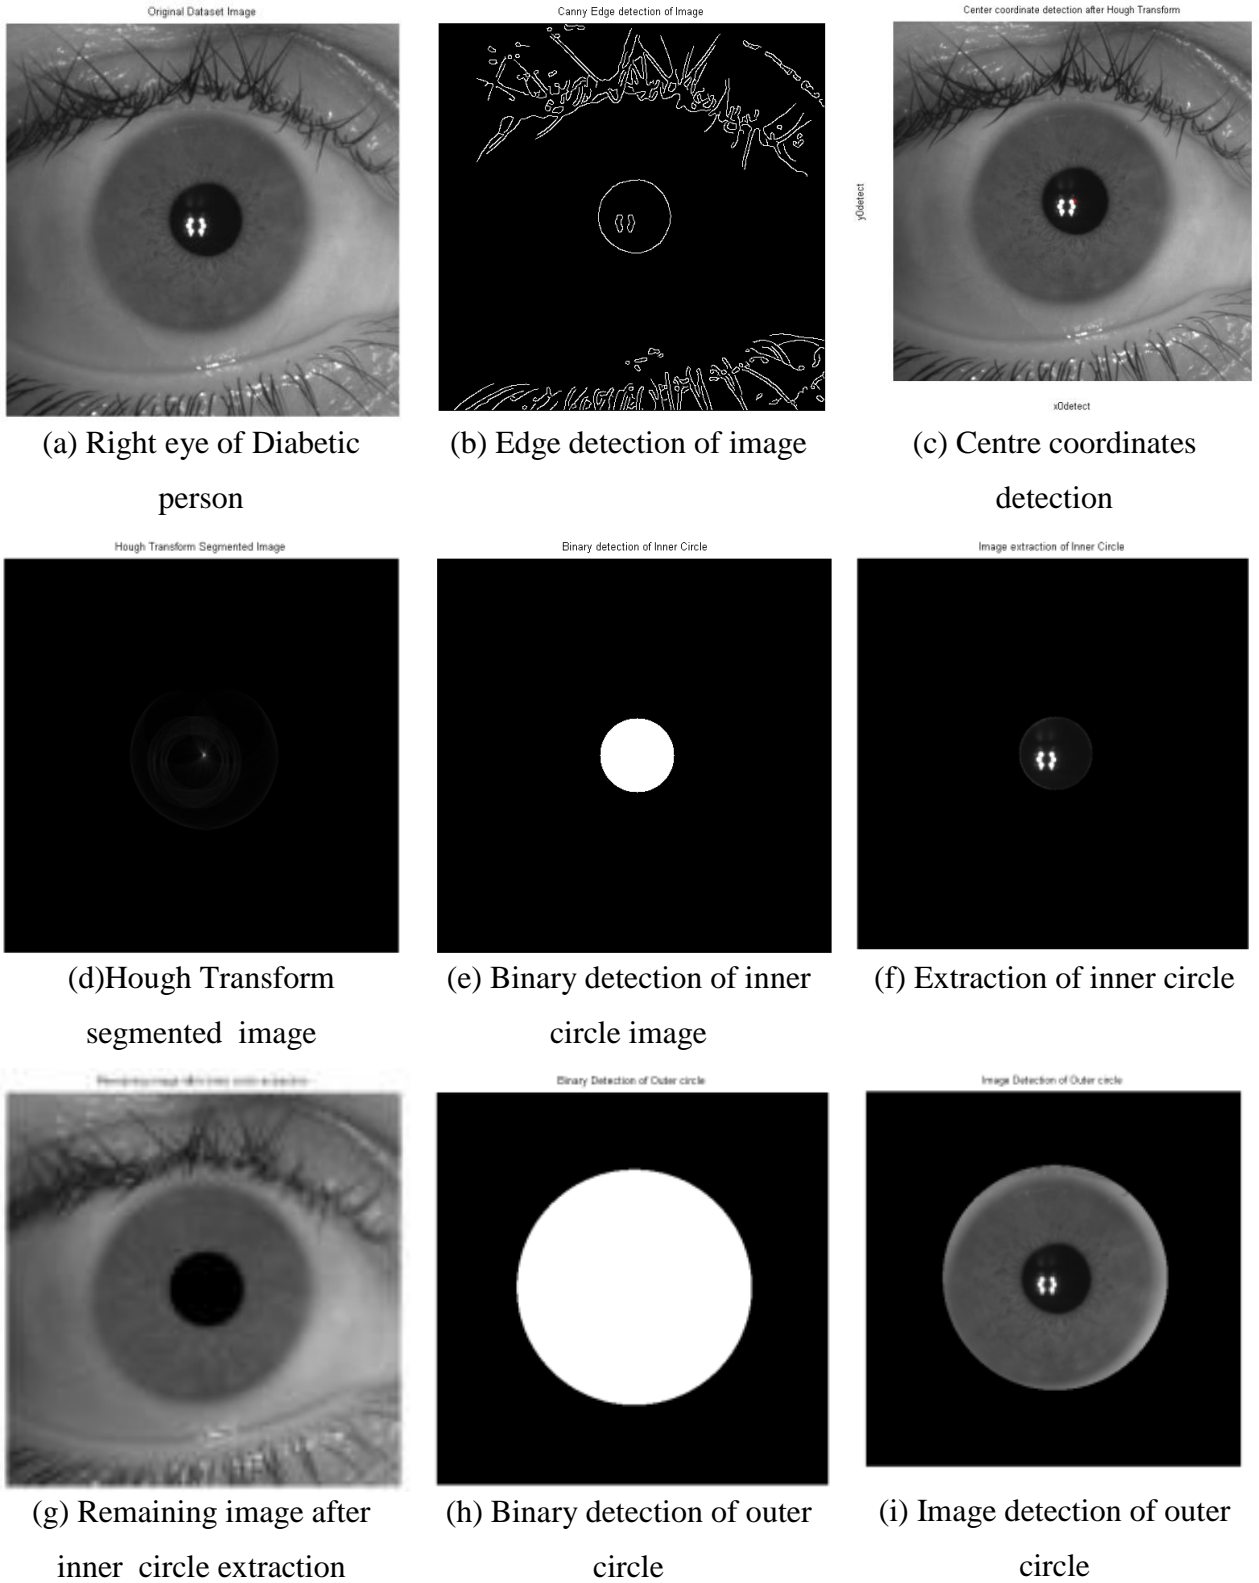 Original Dataset Image
Canny Edge detection of Image
Center coordinate detection after Hough Transform
y0detect
x0detect
(a) Right eye of Diabetic
person
(b) Edge detection of image
(c) Centre coordinates
detection
Hough Transform Segmented Image
Binary detection of Inner Circle
Image extraction of Inner Circle
(d)Hough Transform
segmented image
(e) Binary detection of inner
circle image
(f) Extraction of inner circle
Remaining image
Binary Detection of Outer circle
Image Detection of Outer circle
(g) Remaining image after
inner circle extraction
(h) Binary detection of outer
circle
(i) Image detection of outer
circle